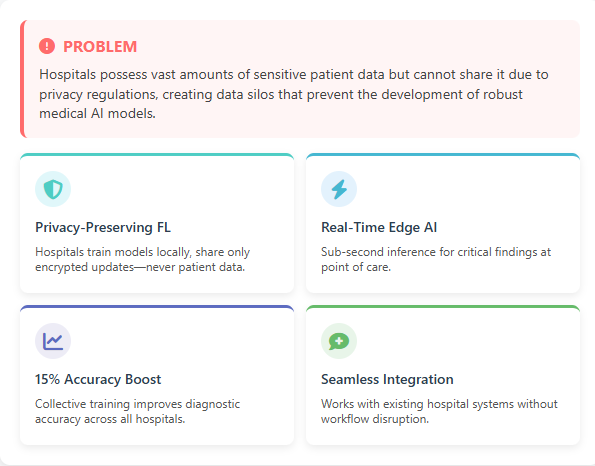 PROBLEM
Hospitals possess vast amounts of sensitive patient data but cannot share it due to
privacy regulations, creating data silos that prevent the development of robust
medical AI models.
Privacy-Preserving FL
Hospitals train models locally, share only
encrypted updates—never patient data.
Real-Time Edge AI
Sub-second inference for critical findings at
point of care.
15% Accuracy Boost
Collective training improves diagnostic
accuracy across all hospitals.
Seamless Integration
Works with existing hospital systems without
workflow disruption.